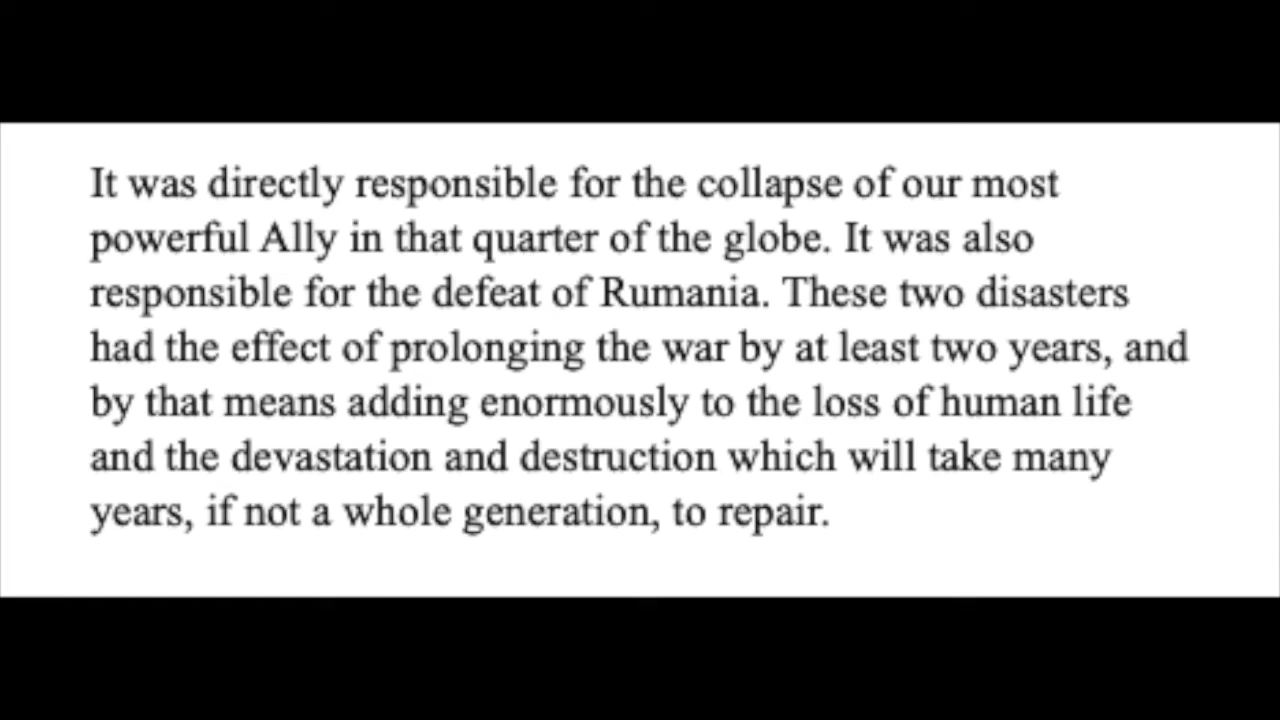 It was directly responsible for the collapse of our most
powerful Ally in that quarter of the globe. It was also
responsible for the defeat of Rumania. These two disasters
had the effect of prolonging the war by at least two years, and
by that means adding enormously to the loss of human life
and the devastation and destruction which will take many
years, if not a whole generation, to repair.